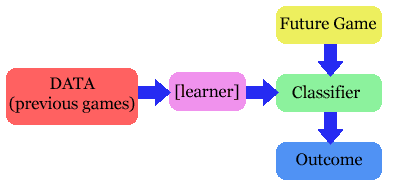 Future Game
DATA
(previous games)
[learner]
Classifier
Outcome